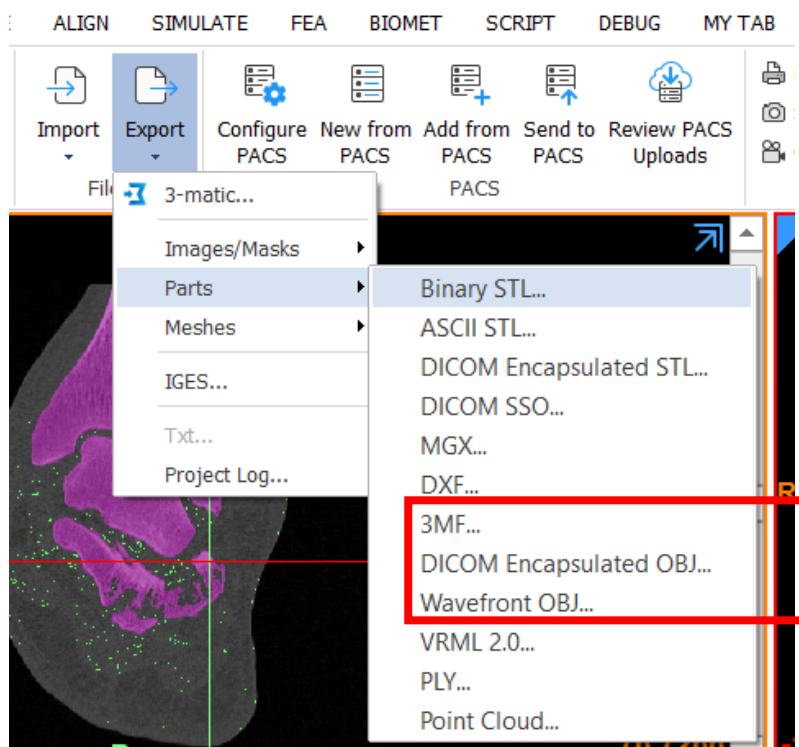 ALIGN SIMULATE FEA BIOMET SCRIPT DEBUG MY TAB
Import Export Configure PACS New from PACS Add from PACS Send to PACS Review PACS Uploads
PACS
3-matic...
Images/Masks
Parts
Meshes
IGES...
Txt...
Project Log...
Binary STL...
ASCII STL...
DICOM Encapsulated STL...
DICOM SSO...
MGX...
DXF...
3MF...
DICOM Encapsulated OBJ...
Wavefront OBJ...
VRML 2.0...
PLY...
Point Cloud...
R